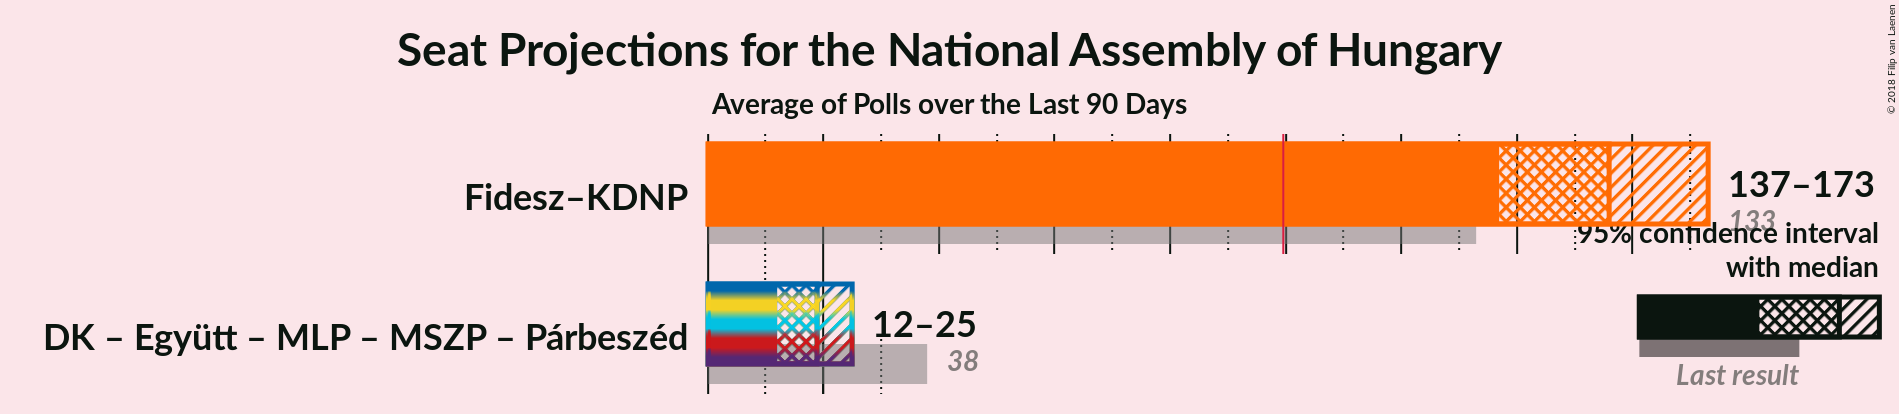 Seat Projections for the National Assembly of Hungary
Average of Polls over the Last 90 Days
© 2018 Filip van Laenen
Fidesz–KDNP
137–173
133
95% confidence interval
with median
DK – Együtt – MLP – MSZP – Párbeszéd
12–25
38
Last result